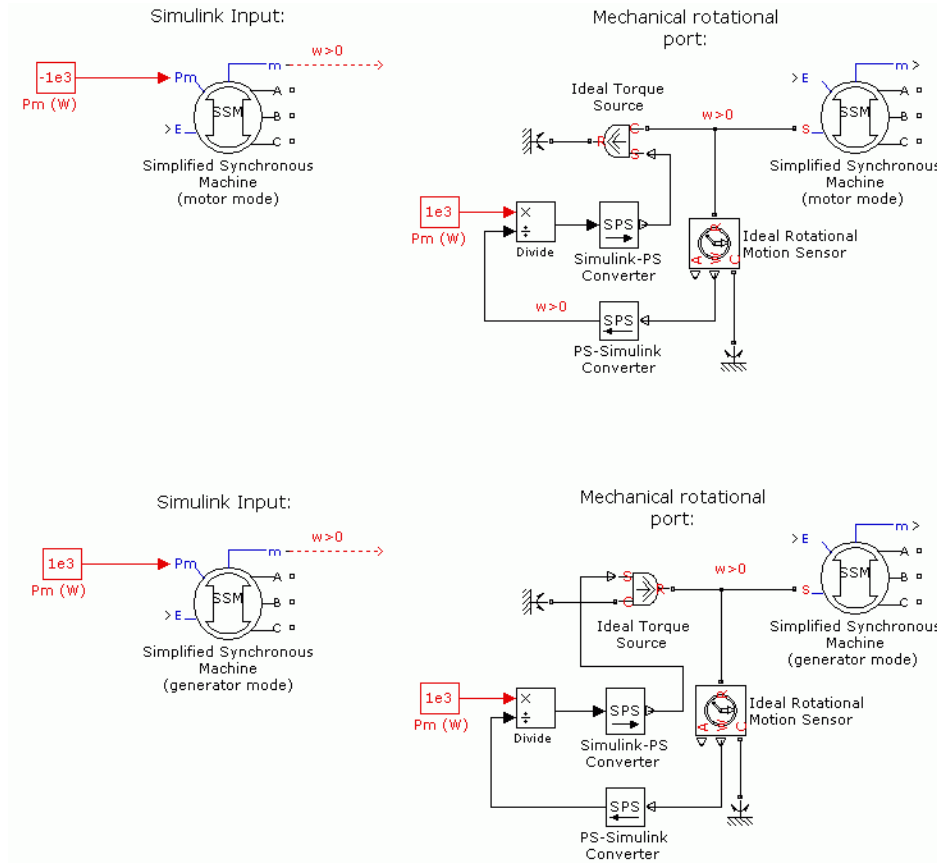 Simulink Input:
-1e3
Pm (W)
Pm
m
w>0
A
B
C
SSM
>E
Simplified Synchronous
Machine
(motor mode)
Mechanical rotational
port:
Ideal Torque
Source
R
C
S
w>0
>E
m>
S
SSM
A
B
C
Simplified Synchronous
Machine
(motor mode)
1e3
Pm (W)
×
÷
Divide
SPS
Simulink-PS
Converter
R
A
W
C
Ideal Rotational
Motion Sensor
w>0
SPS
PS-Simulink
Converter
Simulink Input:
1e3
Pm (W)
Pm
m
w>0
A
B
C
SSM
>E
Simplified Synchronous
Machine
(generator mode)
Mechanical rotational
port:
S
C
R
Ideal Torque
Source
w>0
>E
m>
S
SSM
A
B
C
Simplified Synchronous
Machine
(generator mode)
1e3
Pm (W)
×
÷
Divide
SPS
Simulink-PS
Converter
R
A
W
C
Ideal Rotational
Motion Sensor
SPS
PS-Simulink
Converter